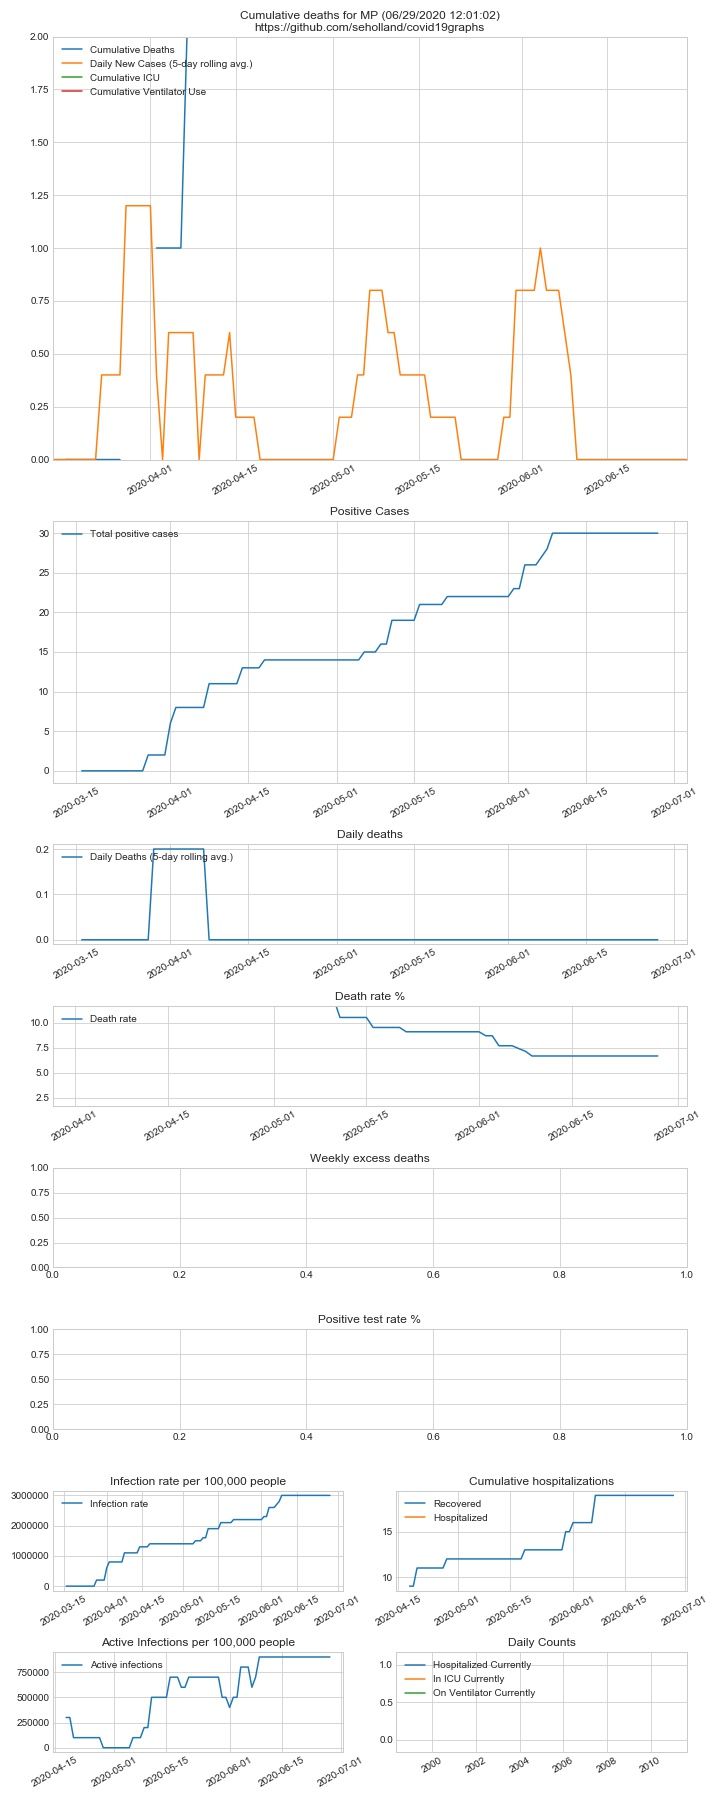 Cumulative deaths for MP (06/29/2020 12:01:02)
https://github.com/seholland/covid19graphs
Cumulative Deaths
Daily New Cases (5-day rolling avg.)
Cumulative ICU
Cumulative Ventilator Use
2.00
1.75
1.50
1.25
1.00
0.75
0.50
0.25
0.00
2020-04-01 2020-04-15 2020-05-01 2020-05-15 2020-06-01 2020-06-15
Positive Cases
Total positive cases
30
25
20
15
10
5
0
2020-03-15 2020-04-01 2020-04-15 2020-05-01 2020-05-15 2020-06-01 2020-06-15 2020-07-01
Daily deaths
Daily Deaths (5-day rolling avg.)
0.2
0.1
0.0
2020-03-15 2020-04-01 2020-04-15 2020-05-01 2020-05-15 2020-06-01 2020-06-15 2020-07-01
Death rate %
Death rate
10.0
7.5
5.0
2.5
2020-04-01 2020-04-15 2020-05-01 2020-05-15 2020-06-01 2020-06-15 2020-07-01
Weekly excess deaths
1.00
0.75
0.50
0.25
0.00
0.0 0.2 0.4 0.6 0.8 1.0
Positive test rate %
1.00
0.75
0.50
0.25
0.00
0.0 0.2 0.4 0.6 0.8 1.0
Infection rate per 100,000 people
Infection rate
3000000
2000000
1000000
0
2020-03-15 2020-04-01 2020-04-15 2020-05-01 2020-05-15 2020-06-01 2020-06-15 2020-07-01
Cumulative hospitalizations
Recovered
Hospitalized
15
10
2020-04-15 2020-05-01 2020-05-15 2020-06-01 2020-06-15 2020-07-01
Active Infections per 100,000 people
Active infections
750000
500000
250000
0
2020-04-15 2020-05-01 2020-05-15 2020-06-01 2020-06-15 2020-07-01
Daily Counts
Hospitalized Currently
In ICU Currently
On Ventilator Currently
1.0
0.5
0.0
2000 2002 2004 2006 2008 2010